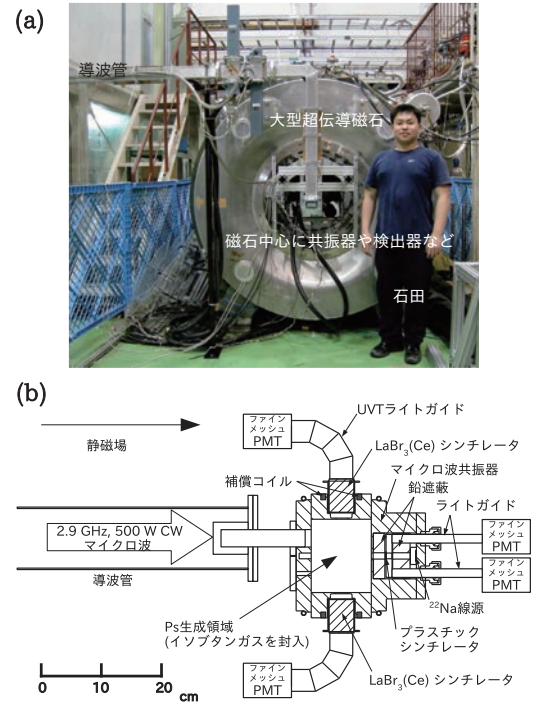 (a)
導波管
大型超伝導磁石
磁石中心に共振器や検出器など
石田
(b)
静磁場
ファイン
メッシュ
PMT
UVTライトガイド
LaBr3(Ce) シンチレータ
補償コイル
マイクロ波共振器
鉛遮蔽
ライトガイド
2.9 GHz, 500 W CW
マイクロ波
導波管
ファイン
メッシュ
PMT
ファイン
メッシュ
PMT
22Na線源
プラスチック
シンチレータ
Ps生成領域
(イソブタンガスを封入)
ファイン
メッシュ
PMT
LaBr3(Ce) シンチレータ
0 10 20
cm